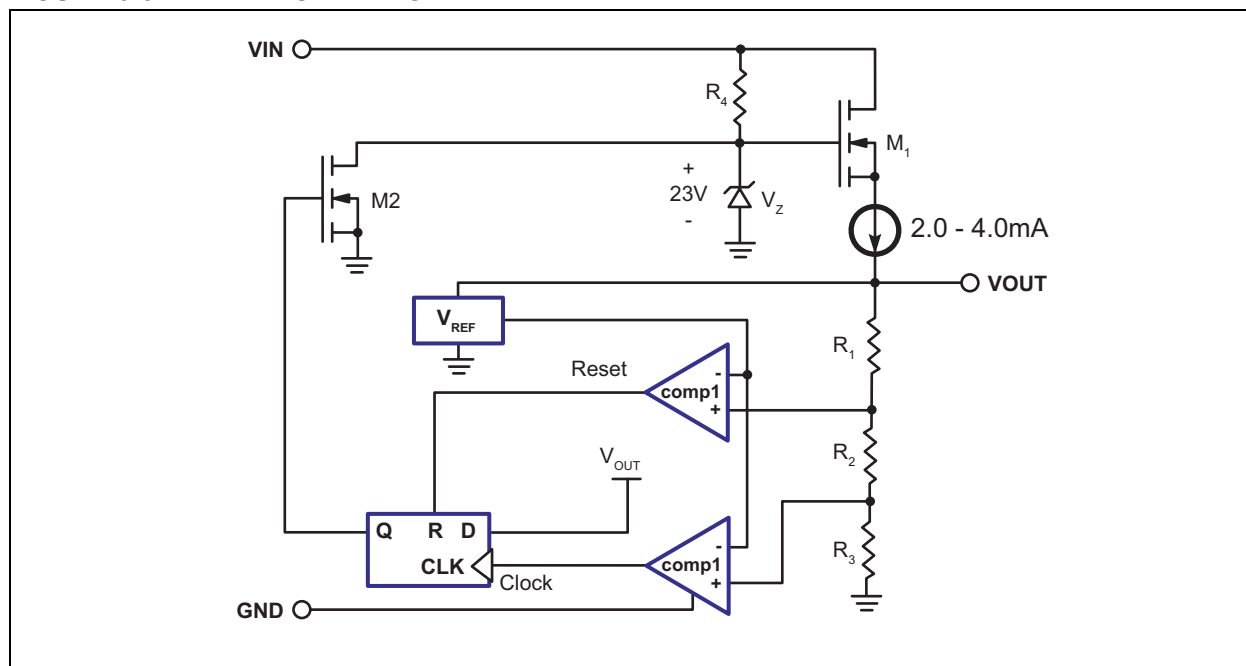 VIN
R4
M1
+
23V
-
VZ
M2
2.0 - 4.0mA
VOUT
VREF
R1
Reset
-
comp1
+
R2
VOUT
Q R D
-
comp1
+
R3
CLK
Clock
GND